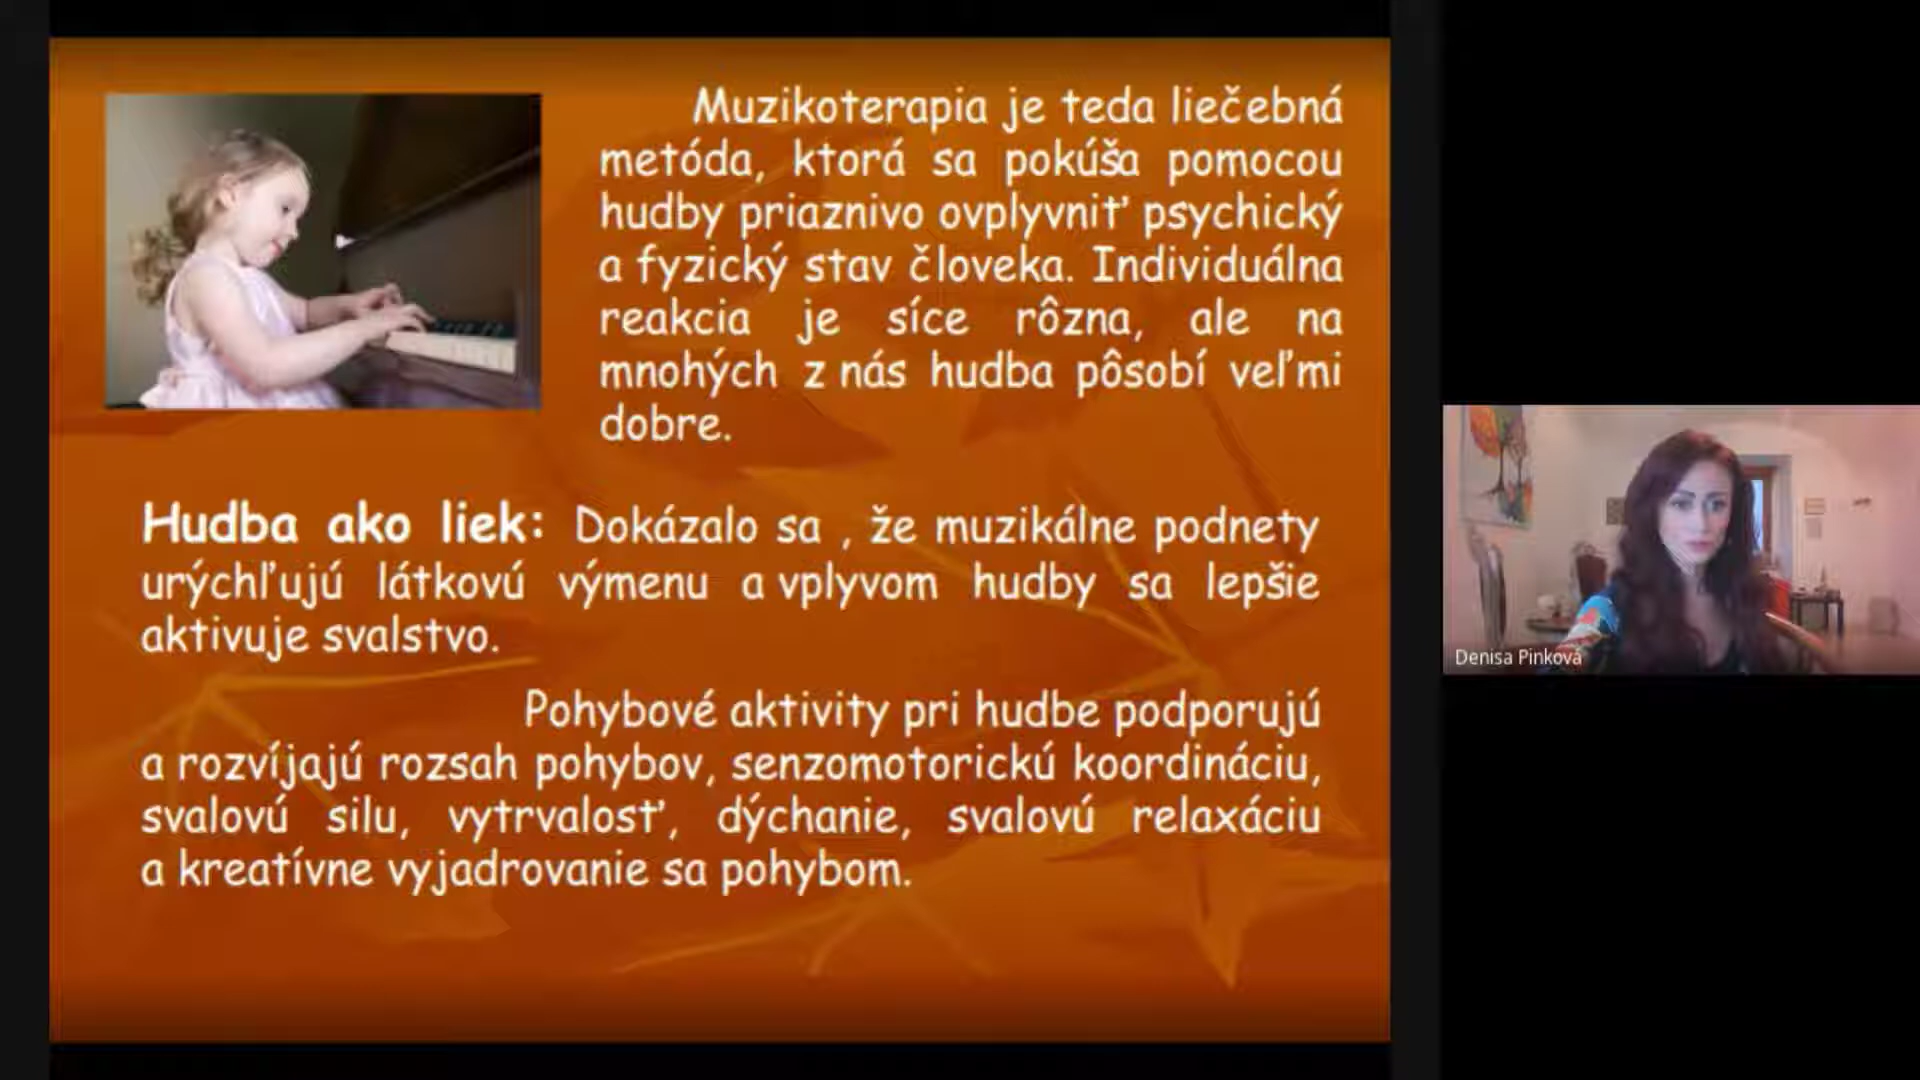 Muzikoterapia je teda liečebná
metóda, ktorá sa pokúša pomocou
hudby priaznivo ovplyvniť psychický
a fyzický stav človeka. Individuálna
reakcia je síce rôzna, ale na
mnohých z nás hudba pôsobí veľmi
dobre.
Hudba ako liek: Dokázalo sa , že muzikálne podnety
urýchľujú látkovú výmenu a vplyvom hudby sa lepšie
aktivuje svalstvo.
Pohybové aktivity pri hudbe podporujú
a rozvíjajú rozsah pohybov, senzomotorickú koordináciu,
svalovú silu, vytrvalosť, dýchanie, svalovú relaxáciu
a kreatívne vyjadrovanie sa pohybom.
Denisa Pinková